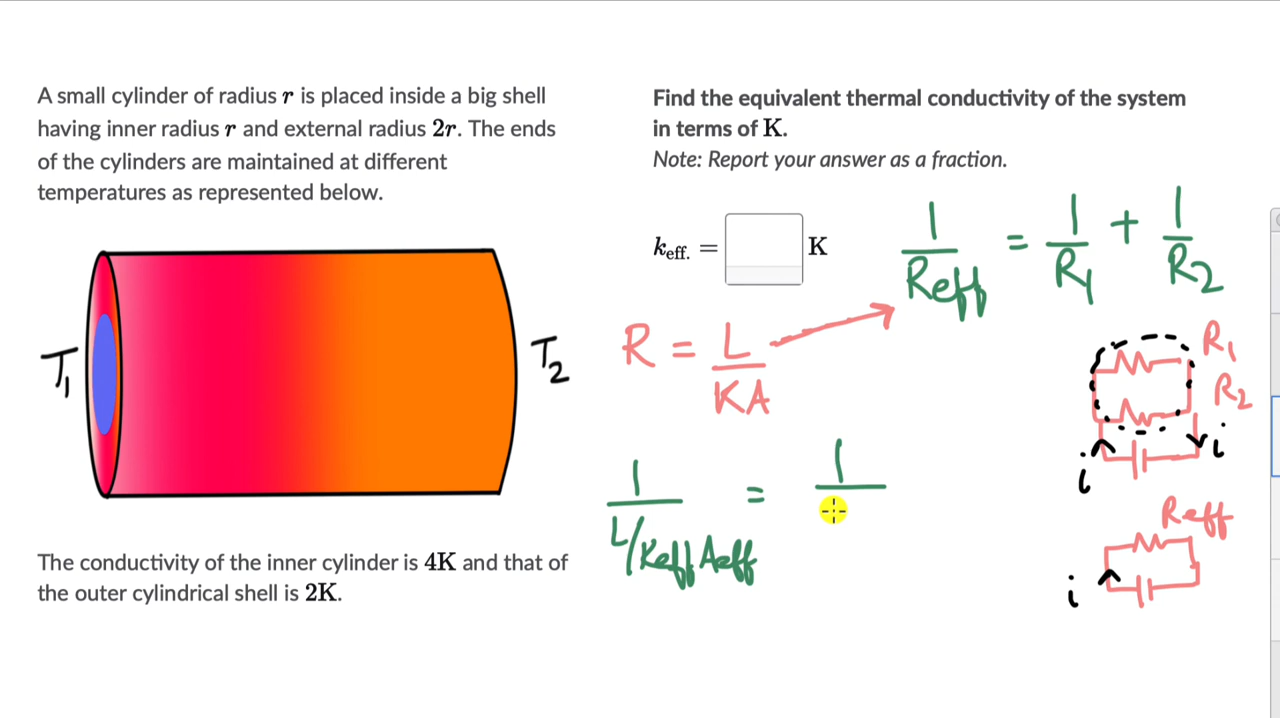 A small cylinder of radius r is placed inside a big shell
having inner radius r and external radius 2r. The ends
of the cylinders are maintained at different
temperatures as represented below.
T₁
T₂
The conductivity of the inner cylinder is 4K and that of
the outer cylindrical shell is 2K.
Find the equivalent thermal conductivity of the system
in terms of K.
Note: Report your answer as a fraction.
k_eff. = K
1/Reff = 1/R₁ + 1/R₂
R = L/KA
R₁
R₂
i
i
1/(L/Keff Aeff) = 1/
Reff
i